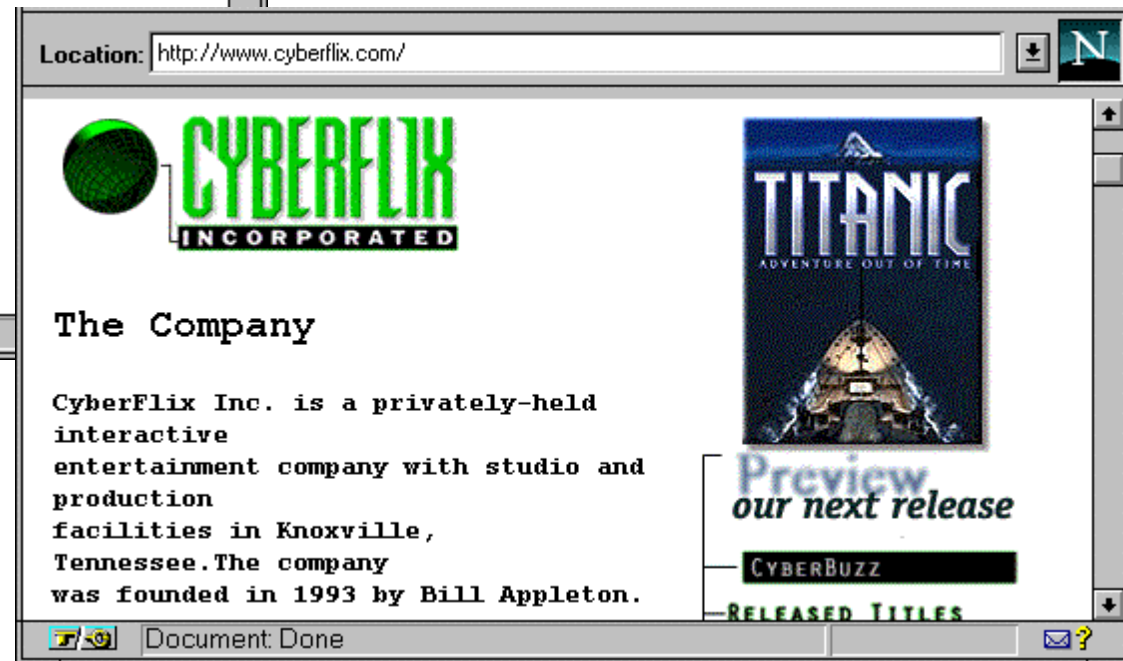 Location: http://www.cyberflix.com/
N
CYBERFLIX
INCORPORATED
The Company
CyberFlix Inc. is a privately-held
interactive
entertainment company with studio and
production
facilities in Knoxville,
Tennessee.The company
was founded in 1993 by Bill Appleton.
TITANIC
ADVENTURE OUT OF TIME
Preview
our next release
CYBERBUZZ
RELEASED TITLES
Document: Done
?